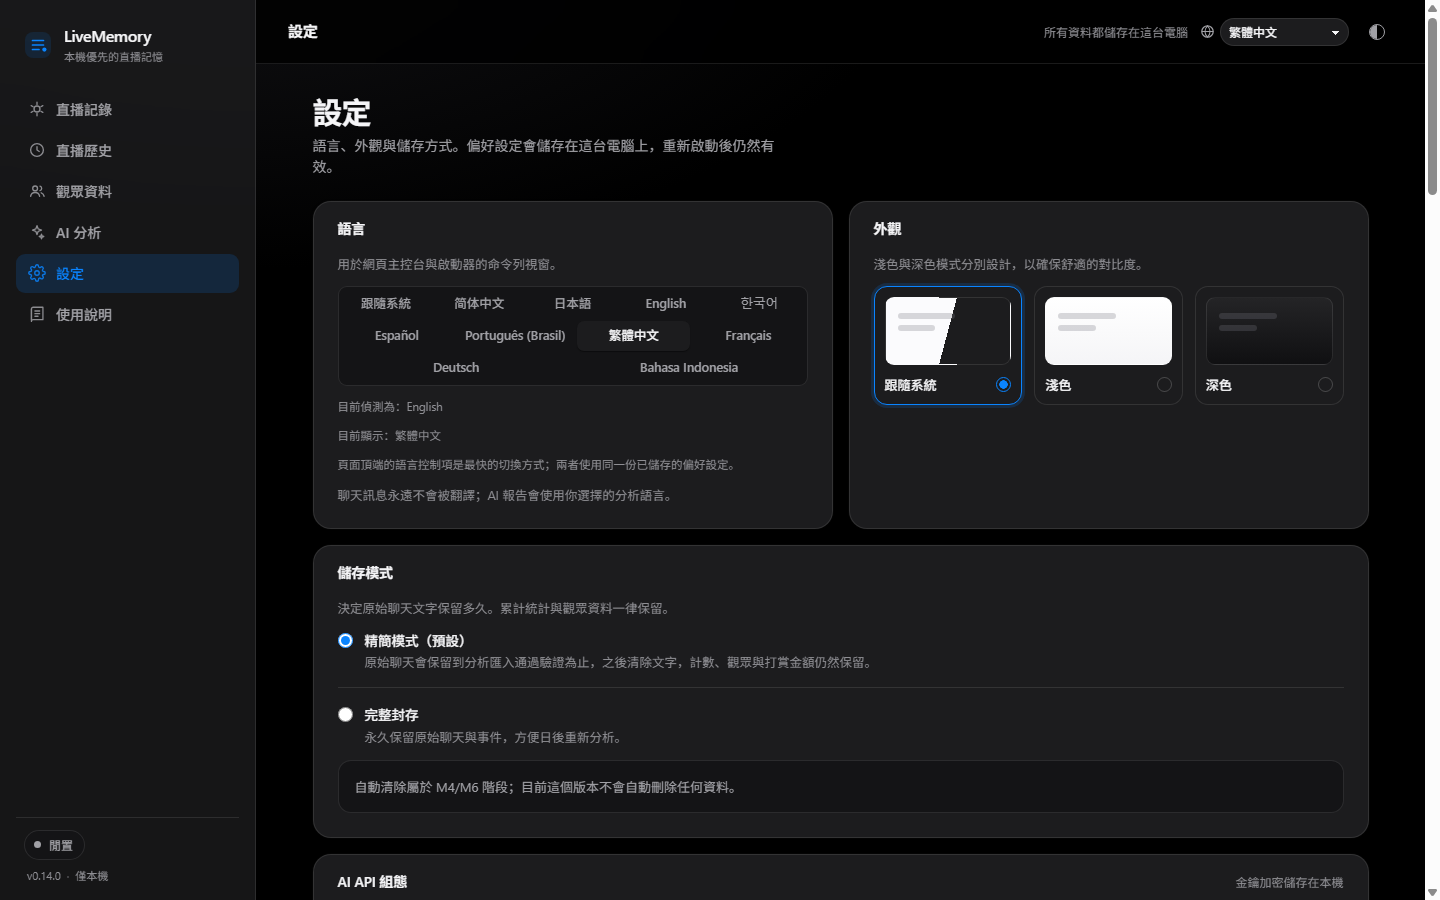 LiveMemory
本機優先的直播記憶
直播記錄
直播歷史
觀眾資料
AI 分析
設定
使用說明
閒置
v0.14.0 · 僅本機
設定
所有資料都儲存在這台電腦
繁體中文
設定
語言、外觀與儲存方式。偏好設定會儲存在這台電腦上，重新啟動後仍然有
效。
語言
用於網頁主控台與啟動器的命令列視窗。
跟隨系統 简体中文 日本語 English 한국어
Español Português (Brasil) 繁體中文 Français
Deutsch Bahasa Indonesia
目前偵測為：English
目前顯示：繁體中文
頁面頂端的語言控制項是最快的切換方式；兩者使用同一份已儲存的偏好設定。
聊天訊息永遠不會被翻譯；AI 報告會使用你選擇的分析語言。
外觀
淺色與深色模式分別設計，以確保舒適的對比度。
跟隨系統 淺色 深色
儲存模式
決定原始聊天文字保留多久。累計統計與觀眾資料一律保留。
精簡模式（預設）
原始聊天會保留到分析匯入通過驗證為止，之後清除文字，計數、觀眾與打賞金額仍然保留。
完整封存
永久保留原始聊天與事件，方便日後重新分析。
自動清除屬於 M4/M6 階段；目前這個版本不會自動刪除任何資料。
AI API 組態
金鑰加密儲存在本機